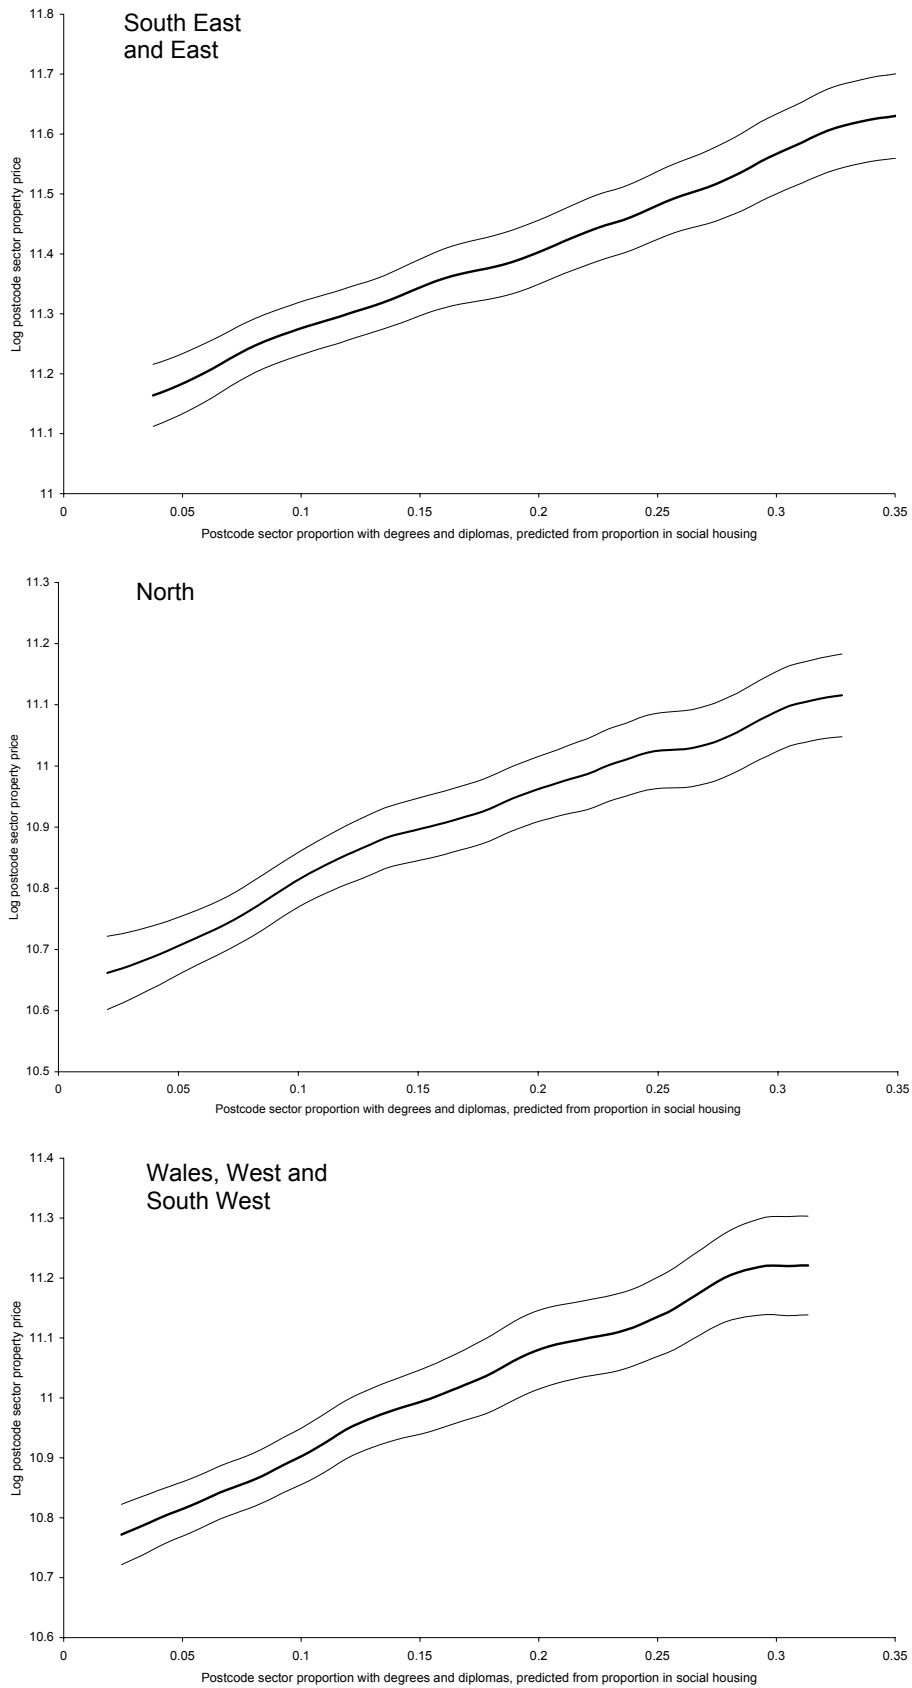 South East
and East
Log postcode sector property price
11.8
11.7
11.6
11.5
11.4
11.3
11.2
11.1
11
0 0.05 0.1 0.15 0.2 0.25 0.3 0.35
Postcode sector proportion with degrees and diplomas, predicted from proportion in social housing
North
Log postcode sector property price
11.3
11.2
11.1
11
10.9
10.8
10.7
10.6
10.5
0 0.05 0.1 0.15 0.2 0.25 0.3 0.35
Postcode sector proportion with degrees and diplomas, predicted from proportion in social housing
Wales, West and
South West
Log postcode sector property price
11.4
11.3
11.2
11.1
11
10.9
10.8
10.7
10.6
0 0.05 0.1 0.15 0.2 0.25 0.3 0.35
Postcode sector proportion with degrees and diplomas, predicted from proportion in social housing